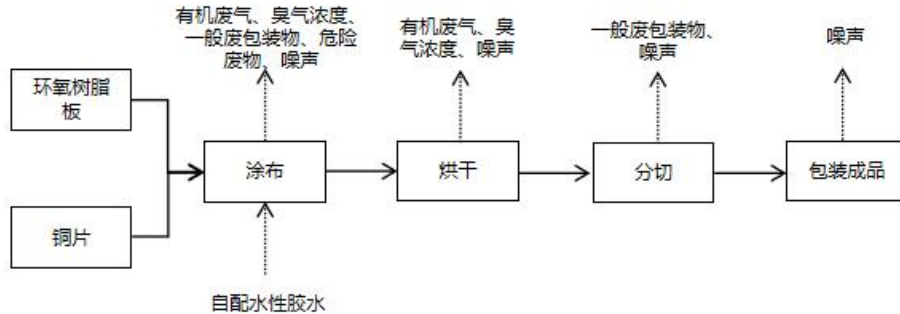 有机废气、臭气浓度、
一般废包装物、危险
废物、噪声
有机废气、臭
气浓度、噪声
一般废包装物、
噪声
噪声
环氧树脂
板
涂布
烘干
分切
包装成品
铜片
自配水性胶水